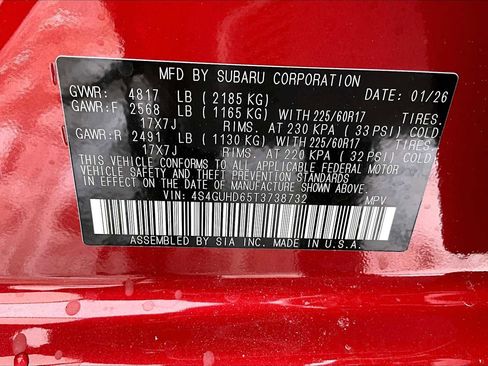 MFD BY SUBARU CORPORATION
GVWR: 4817 LB (2185 KG) DATE: 01/26
GAWR:F 2568 LB (1165 KG) WITH 225/60R17 TIRES.
17X7J RIMS. AT 230 KPA (33 PSI) COLD
GAWR:R 2491 LB (1130 KG) WITH 225/60R17 TIRES.
17X7J RIMS. AT 220 KPA (32 PSI) COLD
THIS VEHICLE CONFORMS TO ALL APPLICABLE FEDERAL MOTOR
VEHICLE SAFETY AND THEFT PREVENTION STANDARDS
IN EFFECT ON THE DATE OF MANUFACTURE SHOWN ABOVE.
VIN: 4S4GUHD65T3738732 MPV
ASSEMBLED BY SIA INC. MADE IN U.S.A.